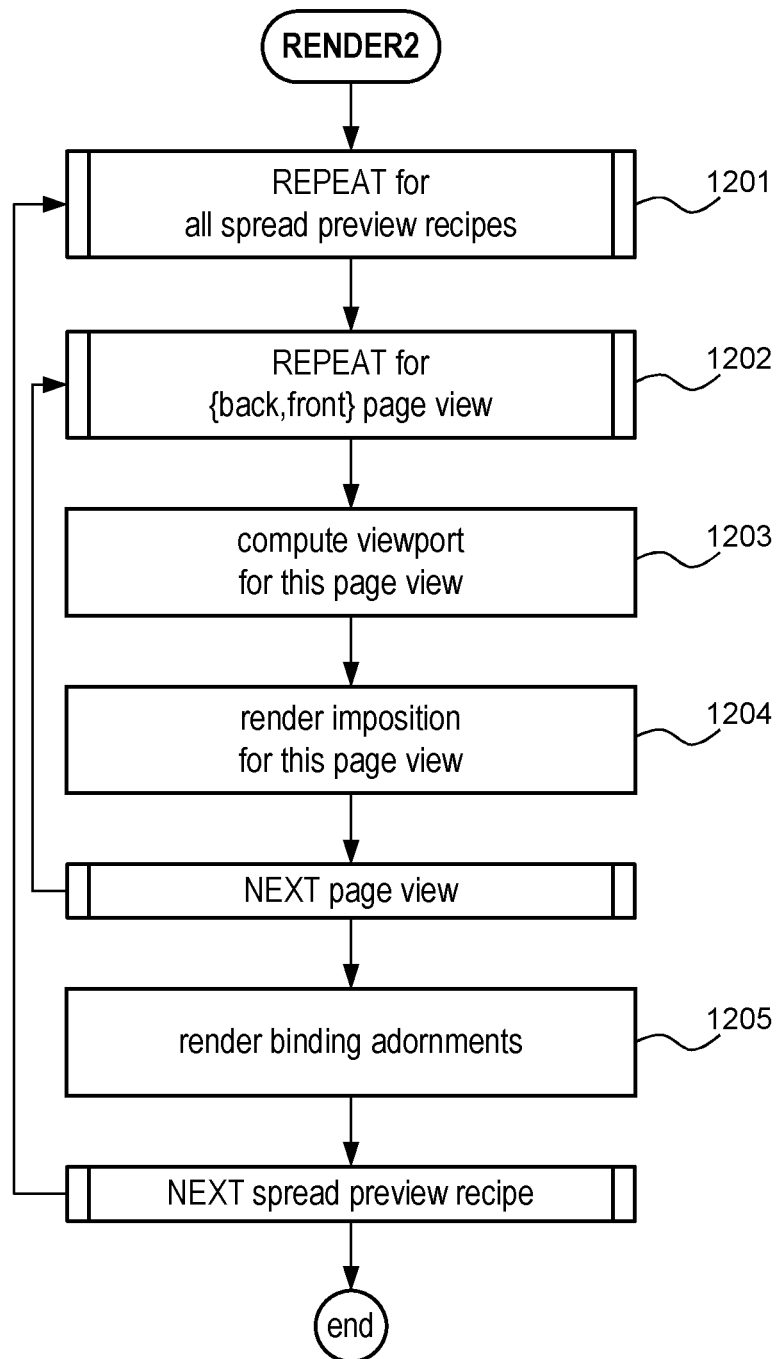 RENDER2
REPEAT for
all spread preview recipes
1201
REPEAT for
{back,front} page view
1202
compute viewport
for this page view
1203
render imposition
for this page view
1204
NEXT page view
render binding adornments
1205
NEXT spread preview recipe
end